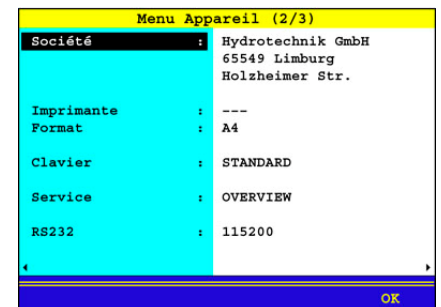 Menu Appareil (2/3)
Société : Hydrotechnik GmbH
65549 Limburg
Holzheimer Str.
Imprimante : ---
Format : A4
Clavier : STANDARD
Service : OVERVIEW
RS232 : 115200
OK